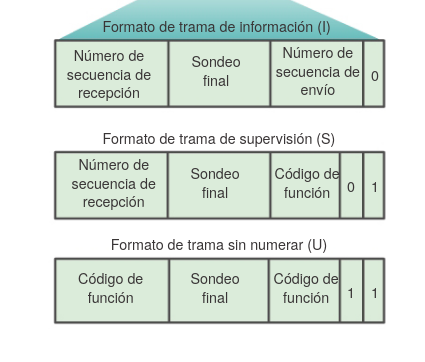 Formato de trama de información (I)
Número de
secuencia de
recepción
Sondeo
final
Número de
secuencia de
envío
0
Formato de trama de supervisión (S)
Número de
secuencia de
recepción
Sondeo
final
Código de
función
0
1
Formato de trama sin numerar (U)
Código de
función
Sondeo
final
Código de
función
1
1